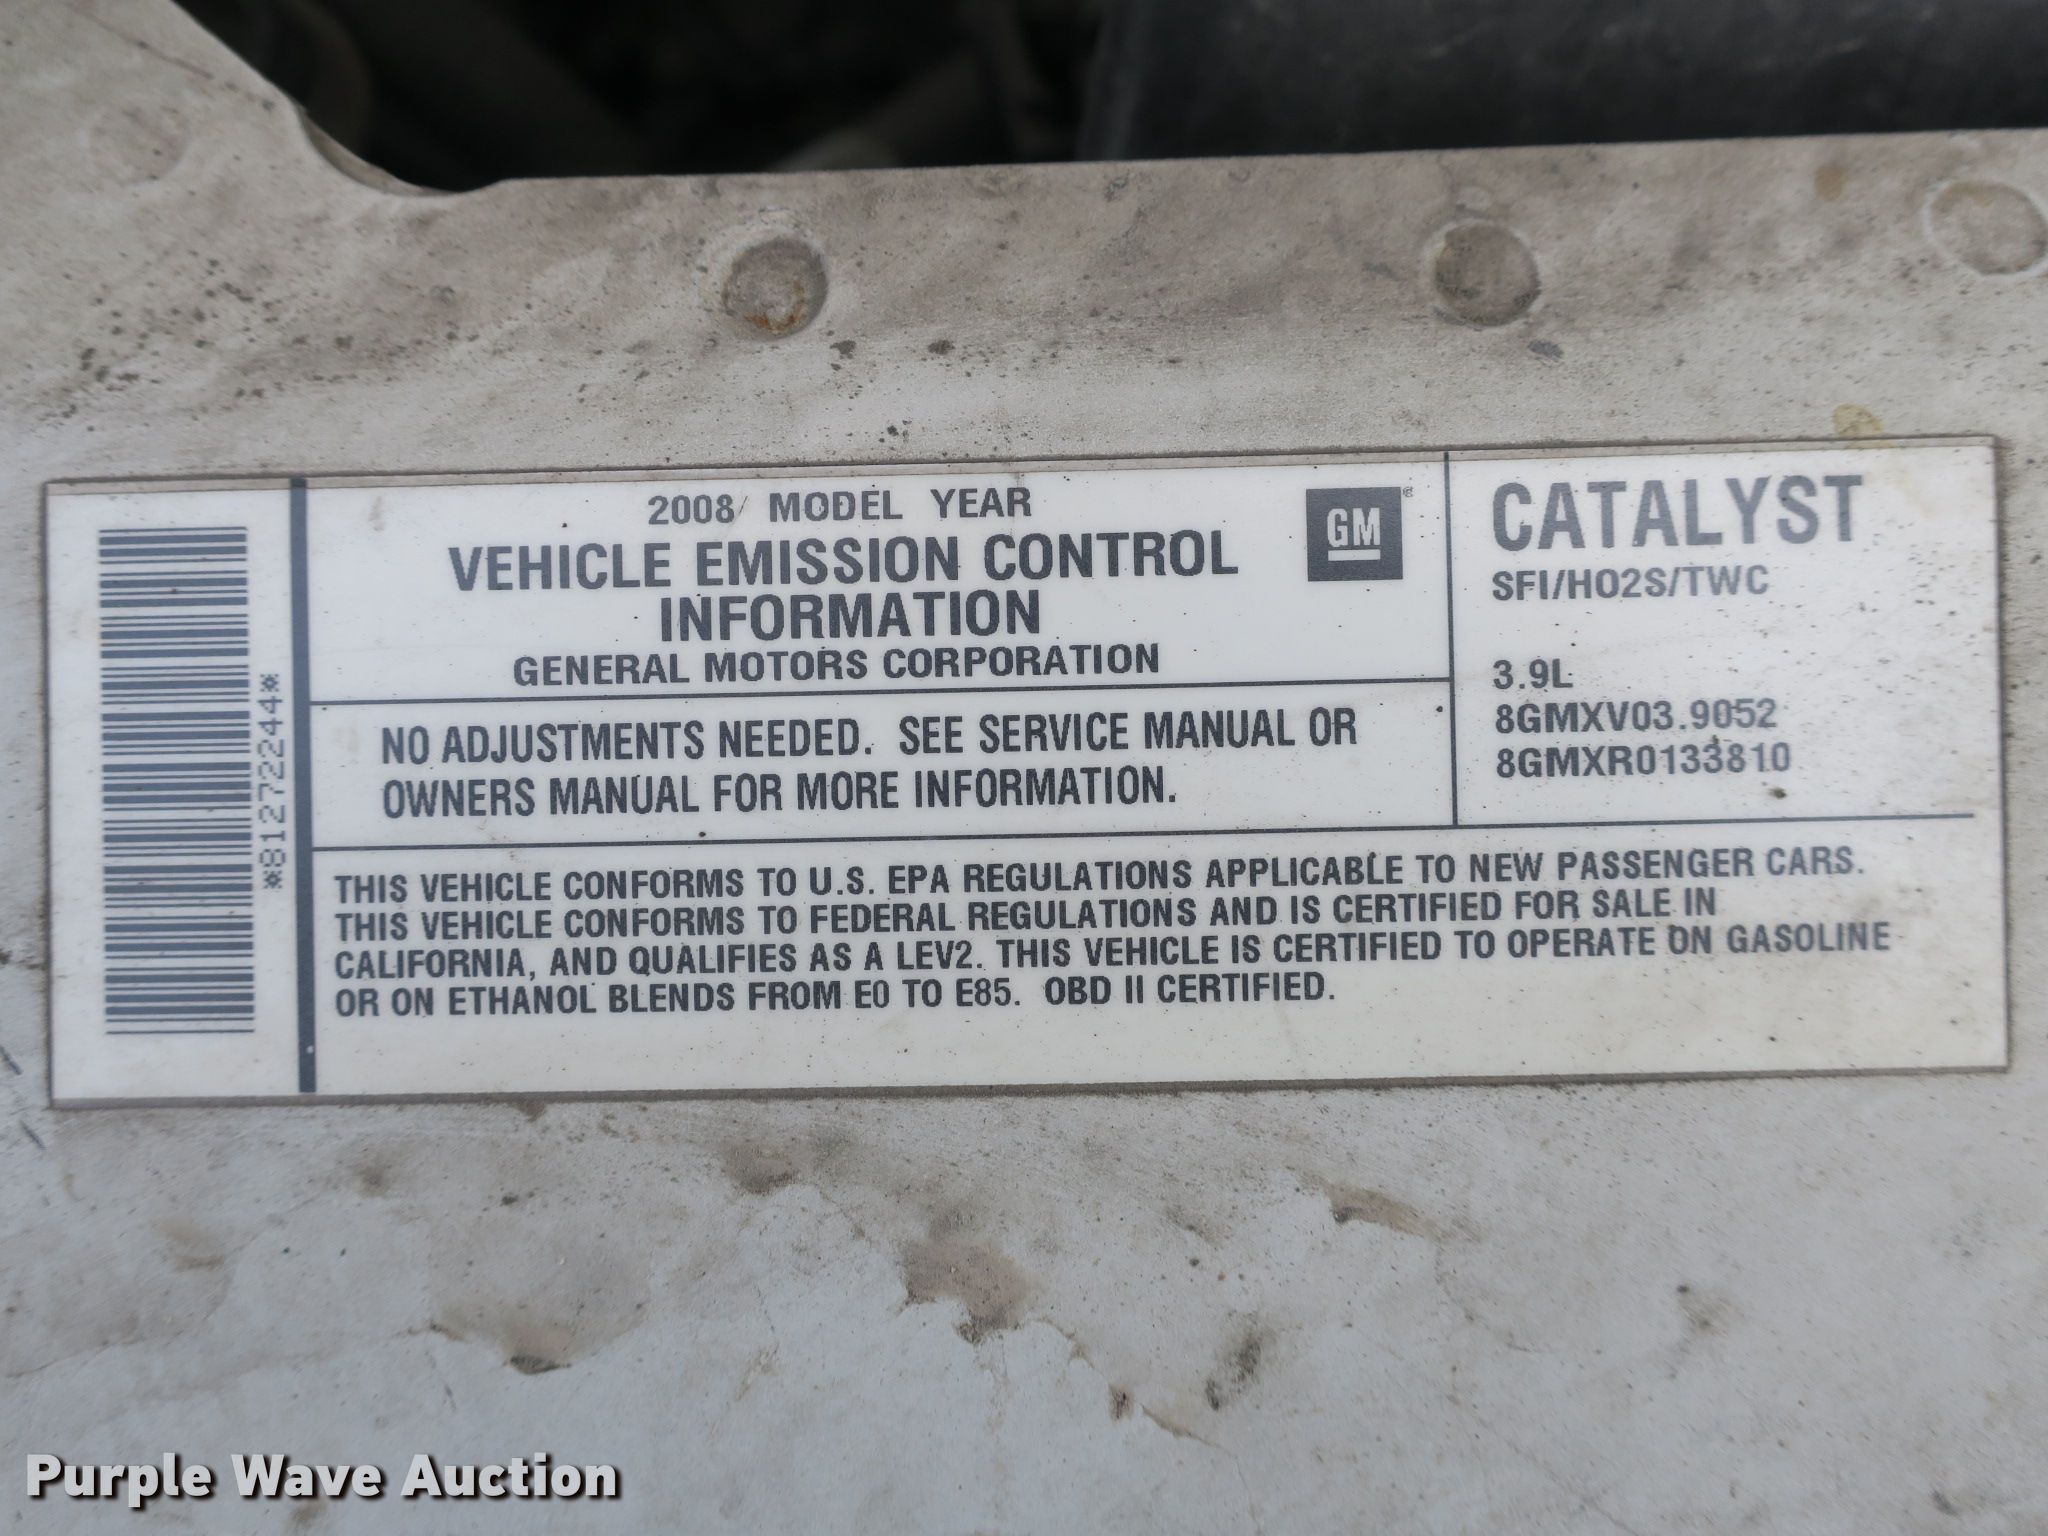 *81272244*
2008 MODEL YEAR
VEHICLE EMISSION CONTROL
INFORMATION
GENERAL MOTORS CORPORATION
GM
CATALYST
SFI/HO2S/TWC
3.9L
8GMXV03.9052
8GMXR0133810
NO ADJUSTMENTS NEEDED. SEE SERVICE MANUAL OR
OWNERS MANUAL FOR MORE INFORMATION.
THIS VEHICLE CONFORMS TO U.S. EPA REGULATIONS APPLICABLE TO NEW PASSENGER CARS.
THIS VEHICLE CONFORMS TO FEDERAL REGULATIONS AND IS CERTIFIED FOR SALE IN
CALIFORNIA, AND QUALIFIES AS A LEV2. THIS VEHICLE IS CERTIFIED TO OPERATE ON GASOLINE
OR ON ETHANOL BLENDS FROM E0 TO E85. OBD II CERTIFIED.
Purple Wave Auction